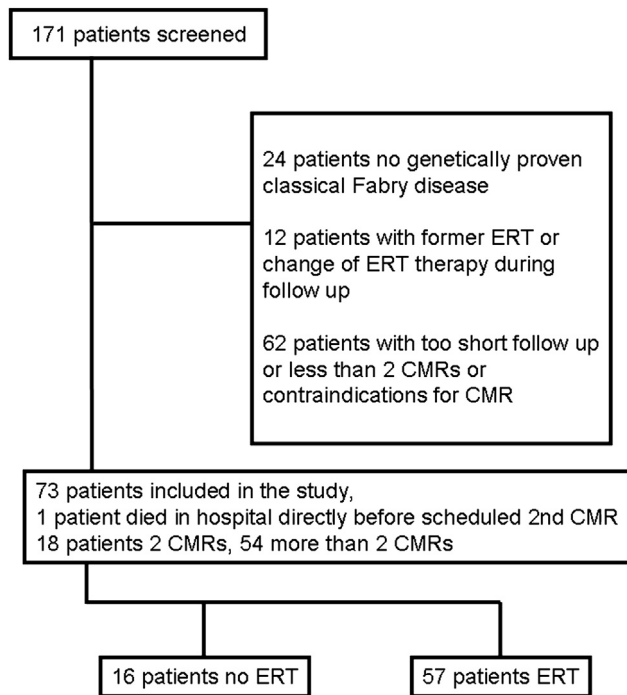 171 patients screened
24 patients no genetically proven
classical Fabry disease
12 patients with former ERT or
change of ERT therapy during
follow up
62 patients with too short follow up
or less than 2 CMRs or
contraindications for CMR
73 patients included in the study,
1 patient died in hospital directly before scheduled 2nd CMR
18 patients 2 CMRs, 54 more than 2 CMRs
16 patients no ERT
57 patients ERT